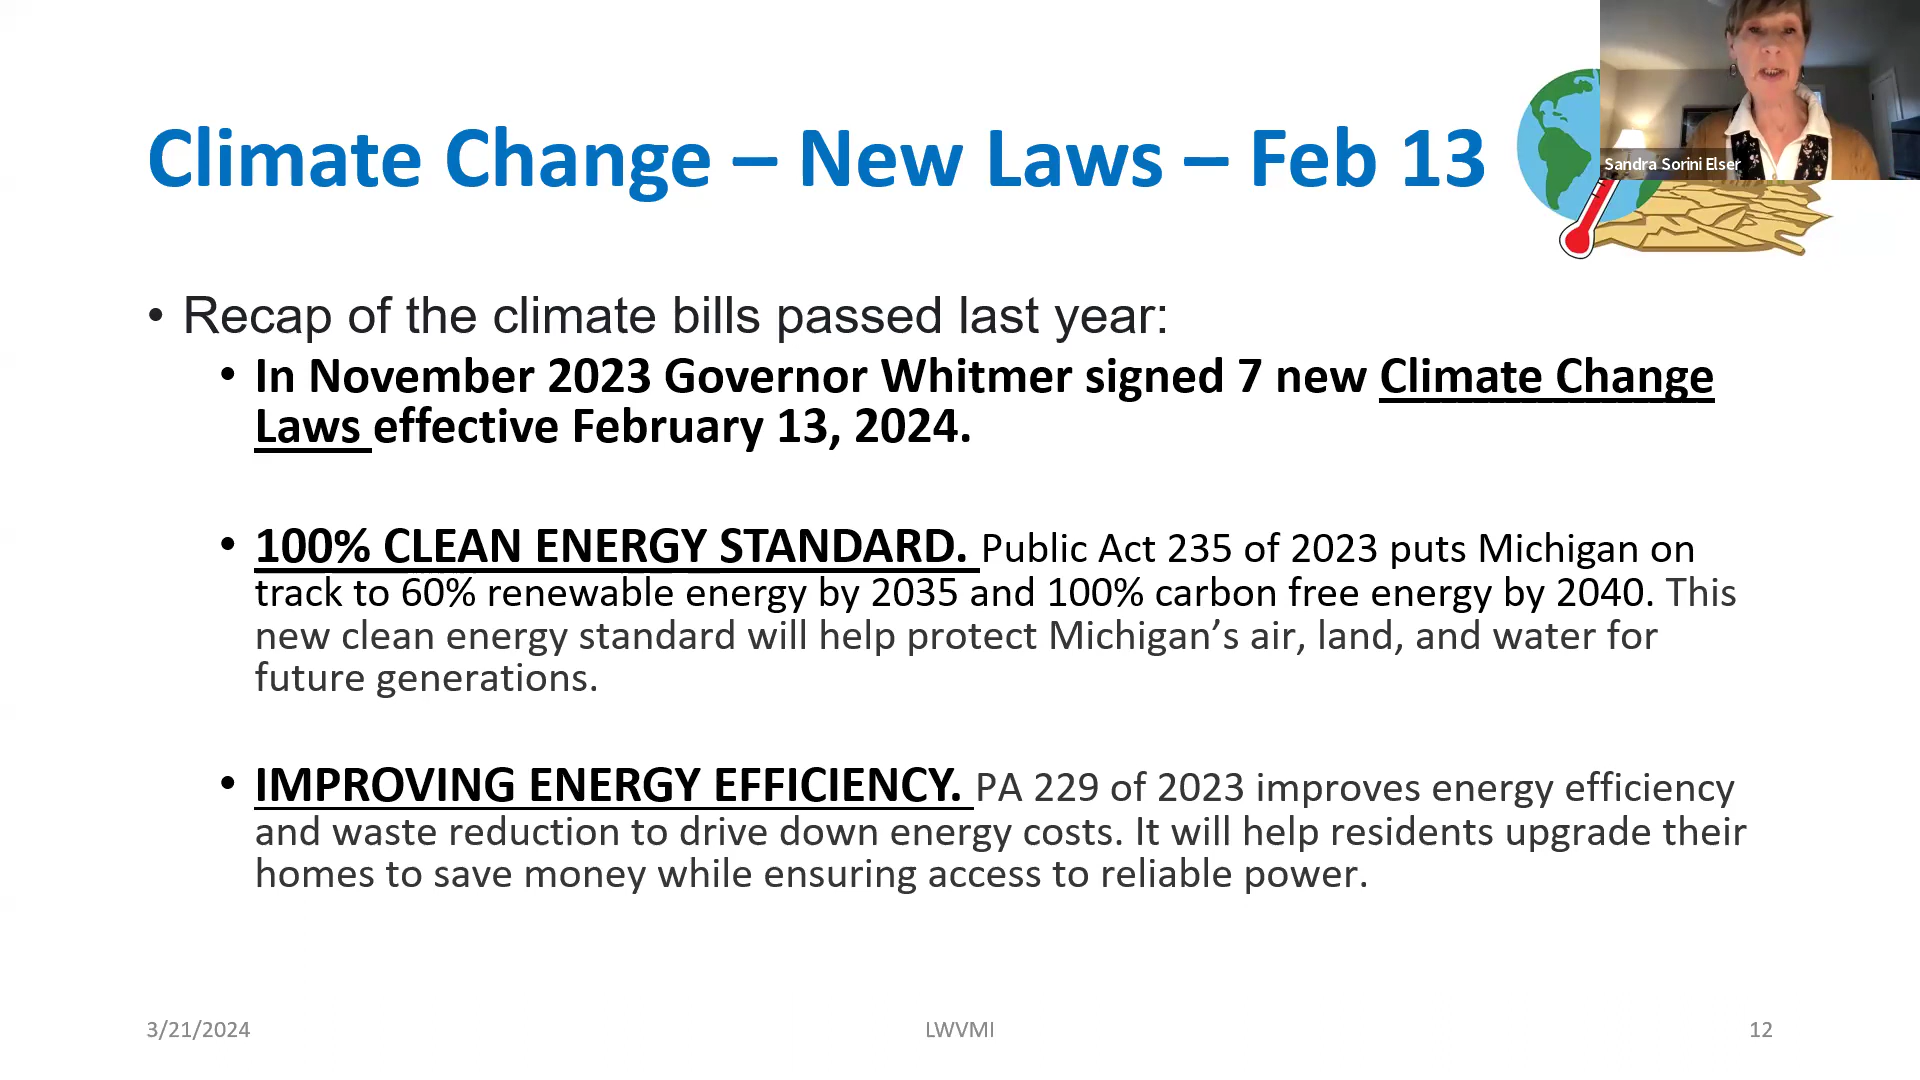 Climate Change – New Laws – Feb 13
Sandra Sorini Elser
• Recap of the climate bills passed last year:
• In November 2023 Governor Whitmer signed 7 new Climate Change
Laws effective February 13, 2024.
• 100% CLEAN ENERGY STANDARD. Public Act 235 of 2023 puts Michigan on
track to 60% renewable energy by 2035 and 100% carbon free energy by 2040. This
new clean energy standard will help protect Michigan’s air, land, and water for
future generations.
• IMPROVING ENERGY EFFICIENCY. PA 229 of 2023 improves energy efficiency
and waste reduction to drive down energy costs. It will help residents upgrade their
homes to save money while ensuring access to reliable power.
3/21/2024
LWVMI
12